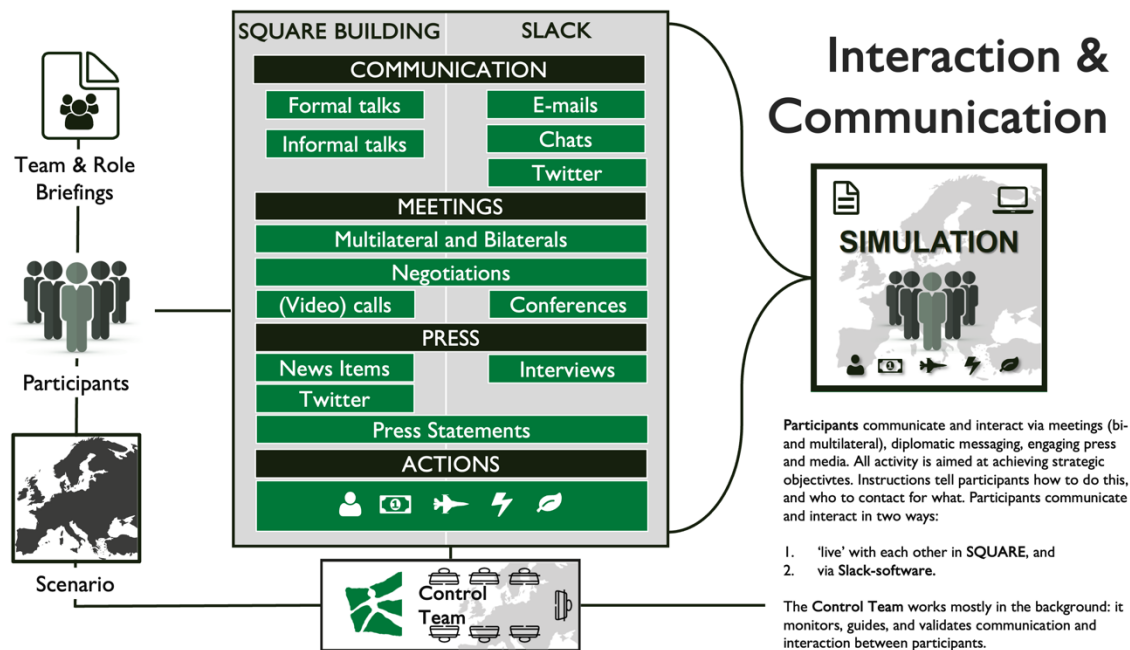 Interaction &
Communication
SQUARE BUILDING
SLACK
COMMUNICATION
Formal talks
E-mails
Informal talks
Chats
Twitter
MEETINGS
Multilateral and Bilaterals
Negotiations
(Video) calls
Conferences
PRESS
News Items
Interviews
Twitter
Press Statements
ACTIONS
1
Team & Role
Briefings
Participants
Scenario
Control
Team
SIMULATION
1
Participants communicate and interact via meetings (bi-
and multilateral), diplomatic messaging, engaging press
and media. All activity is aimed at achieving strategic
objectivtes. Instructions tell participants how to do this,
and who to contact for what. Participants communicate
and interact in two ways:
1. ‘live’ with each other in SQUARE, and
2. via Slack-software.
The Control Team works mostly in the background: it
monitors, guides, and validates communication and
interaction between participants.